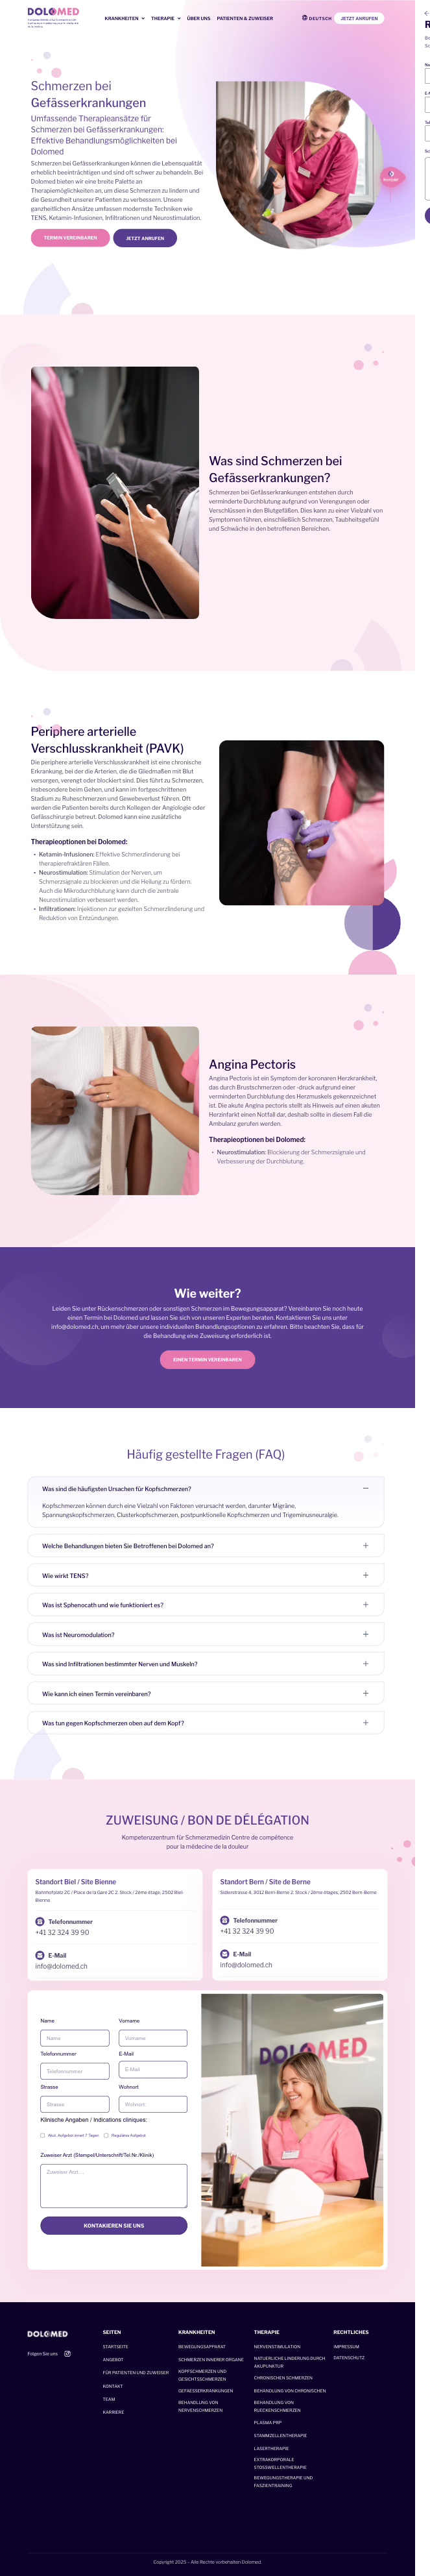 DOLOMED
KRANKHEITEN
THERAPIE
ÜBER UNS
PATIENTEN & ZUWEISER
DEUTSCH
JETZT ANRUFEN
Schmerzen bei
Gefässerkrankungen
Umfassende Therapieansätze für
Schmerzen bei Gefässerkrankungen:
Effektive Behandlungsmöglichkeiten bei
Dolomed
Schmerzen bei Gefässerkrankungen können die Lebensqualität
erheblich beeinträchtigen und sind oft schwer zu behandeln. Bei
Dolomed bieten wir eine breite Palette an
Therapiemöglichkeiten an, um diese Schmerzen zu lindern und
die Gesundheit unserer Patienten zu verbessern. Unsere
ganzheitlichen Ansätze umfassen modernste Techniken wie
TENS, Ketamin-Infusionen, Infiltrationen und Neurostimulation.
TERMIN VEREINBAREN
JETZT ANRUFEN
Was sind Schmerzen bei
Gefässerkrankungen?
Schmerzen bei Gefässerkrankungen entstehen durch
verminderte Durchblutung aufgrund von Verengungen oder
Verschlüssen in den Blutgefäßen. Dies kann zu einer Vielzahl von
Symptomen führen, einschließlich Schmerzen, Taubheitsgefühl
und Schwäche in den betroffenen Bereichen.
Periphere arterielle
Verschlusskrankheit (PAVK)
Die periphere arterielle Verschlusskrankheit ist eine chronische
Erkrankung, bei der die Arterien, die die Gliedmaßen mit Blut
versorgen, verengt oder blockiert sind. Dies führt zu Schmerzen,
insbesondere beim Gehen, und kann im fortgeschrittenen
Stadium zu Ruheschmerzen und Gewebeverlust führen. Oft
werden die Patienten bereits durch Kollegen der Angiologie oder
Gefässchirurgie betreut. Dolomed kann eine zusätzliche
Unterstützung sein.
Therapieoptionen bei Dolomed:
• Ketamin-Infusionen: Effektive Schmerzlinderung bei
therapierefraktären Fällen.
• Neurostimulation: Stimulation der Nerven, um
Schmerzsignale zu blockieren und die Heilung zu fördern.
Auch die Mikrodurchblutung kann durch die zentrale
Neurostimulation verbessert werden.
• Infiltrationen: Injektionen zur gezielten Schmerzlinderung und
Reduktion von Entzündungen.
Angina Pectoris
Angina Pectoris ist ein Symptom der koronaren Herzkrankheit,
das durch Brustschmerzen oder -druck aufgrund einer
verminderten Durchblutung des Herzmuskels gekennzeichnet
ist. Die akute Angina pectoris stellt als Hinweis auf einen akuten
Herzinfarkt einen Notfall dar, deshalb sollte in diesem Fall die
Ambulanz gerufen werden.
Therapieoptionen bei Dolomed:
• Neurostimulation: Blockierung der Schmerzsignale und
Verbesserung der Durchblutung.
Wie weiter?
Leiden Sie unter Rückenschmerzen oder sonstigen Schmerzen im Bewegungsapparat? Vereinbaren Sie noch heute
einen Termin bei Dolomed und lassen Sie sich von unseren Experten beraten. Kontaktieren Sie uns unter
info@dolomed.ch, um mehr über unsere individuellen Behandlungsoptionen zu erfahren. Bitte beachten Sie, dass für
die Behandlung eine Zuweisung erforderlich ist.
EINEN TERMIN VEREINBAREN
Häufig gestellte Fragen (FAQ)
Was sind die häufigsten Ursachen für Kopfschmerzen?
Kopfschmerzen können durch eine Vielzahl von Faktoren verursacht werden, darunter Migräne,
Spannungskopfschmerzen, Clusterkopfschmerzen, postpunktionelle Kopfschmerzen und Trigeminusneuralgie.
Welche Behandlungen bieten Sie Betroffenen bei Dolomed an?
Wie wirkt TENS?
Was ist Sphenocath und wie funktioniert es?
Was ist Neuromodulation?
Was sind Infiltrationen bestimmter Nerven und Muskeln?
Wie kann ich einen Termin vereinbaren?
Was tun gegen Kopfschmerzen oben auf dem Kopf?
ZUWEISUNG / BON DE DÉLÉGATION
Kompetenzzentrum für Schmerzmedizin Centre de compétence
pour la médecine de la douleur
Standort Biel / Site Bienne
Bahnhofplatz 2C / Place de la Gare 2C 2. Stock / 2ème étage, 2502 Biel-
Bienne
Telefonnummer
+41 32 324 39 90
E-Mail
info@dolomed.ch
Standort Bern / Site de Berne
Seilerstrasse 4, 3012 Bern-Berne 2. Stock / 2ème étages, 2502 Bern-Berne
Telefonnummer
+41 32 324 39 90
E-Mail
info@dolomed.ch
Name
Vorname
Name
Vorname
Telefonnummer
E-Mail
Telefonnummer
E-Mail
Strasse
Wohnort
Strasse
Wohnort
Klinische Angaben / Indications cliniques:
Akut, Aufgebot innert 7 Tagen
Reguläres Aufgebot
Zuweiser Arzt (Stempel/Unterschrift/Tel.Nr./Klinik)
Zuweiser Arzt ...
KONTAKIEREN SIE UNS
DOLOMED
DOLOMED
Folgen Sie uns
SEITEN
STARTSEITE
ANGEBOT
FÜR PATIENTEN UND ZUWEISER
KONTAKT
TEAM
KARRIERE
KRANKHEITEN
BEWEGUNGSAPPARAT
SCHMERZEN INNERER ORGANE
KOPFSCHMERZEN UND
GESICHTSSCHMERZEN
GEFAESSERKRANKUNGEN
BEHANDLUNG VON
NERVENSCHMERZEN
THERAPIE
NERVENSTIMULATION
NATUERLICHE LINDERUNG DURCH
AKUPUNKTUR
CHRONISCHEN SCHMERZEN
BEHANDLUNG VON CHRONISCHEN
BEHANDLUNG VON
RUECKENSCHMERZEN
PLASMA PRP
STAMMZELLENTHERAPIE
LASERTHERAPIE
EXTRAKORPORALE
STOSSWELLENTHERAPIE
BEWEGUNGSTHERAPIE UND
FASZIENTRAINING
RECHTLICHES
IMPRESSUM
DATENSCHUTZ
Copyright 2025 – Alle Rechte vorbehalten Dolomed.